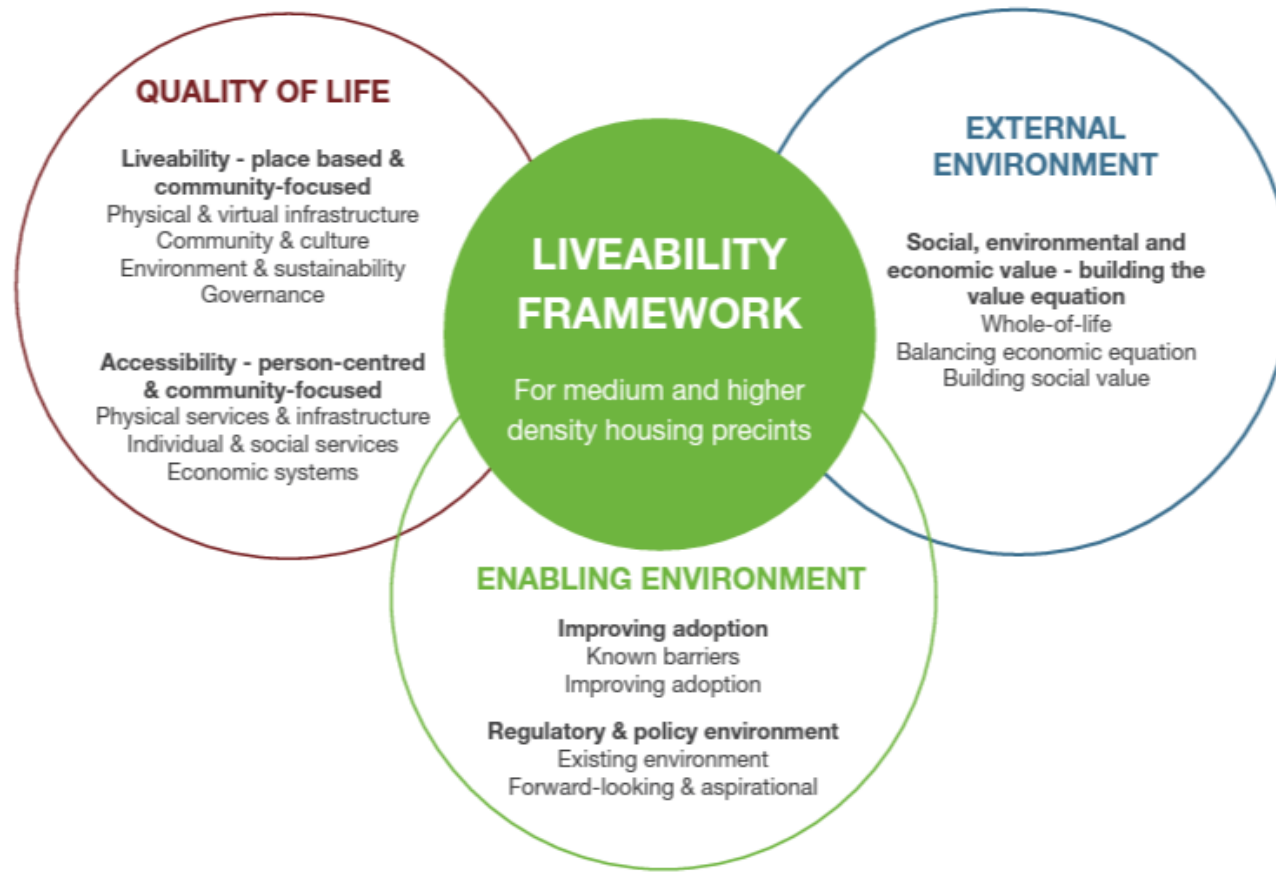 QUALITY OF LIFE
Liveability - place based &
community-focused
Physical & virtual infrastructure
Community & culture
Environment & sustainability
Governance
Accessibility - person-centred
& community-focused
Physical services & infrastructure
Individual & social services
Economic systems
LIVEABILITY
FRAMEWORK
For medium and higher
density housing precints
EXTERNAL
ENVIRONMENT
Social, environmental and
economic value - building the
value equation
Whole-of-life
Balancing economic equation
Building social value
ENABLING ENVIRONMENT
Improving adoption
Known barriers
Improving adoption
Regulatory & policy environment
Existing environment
Forward-looking & aspirational